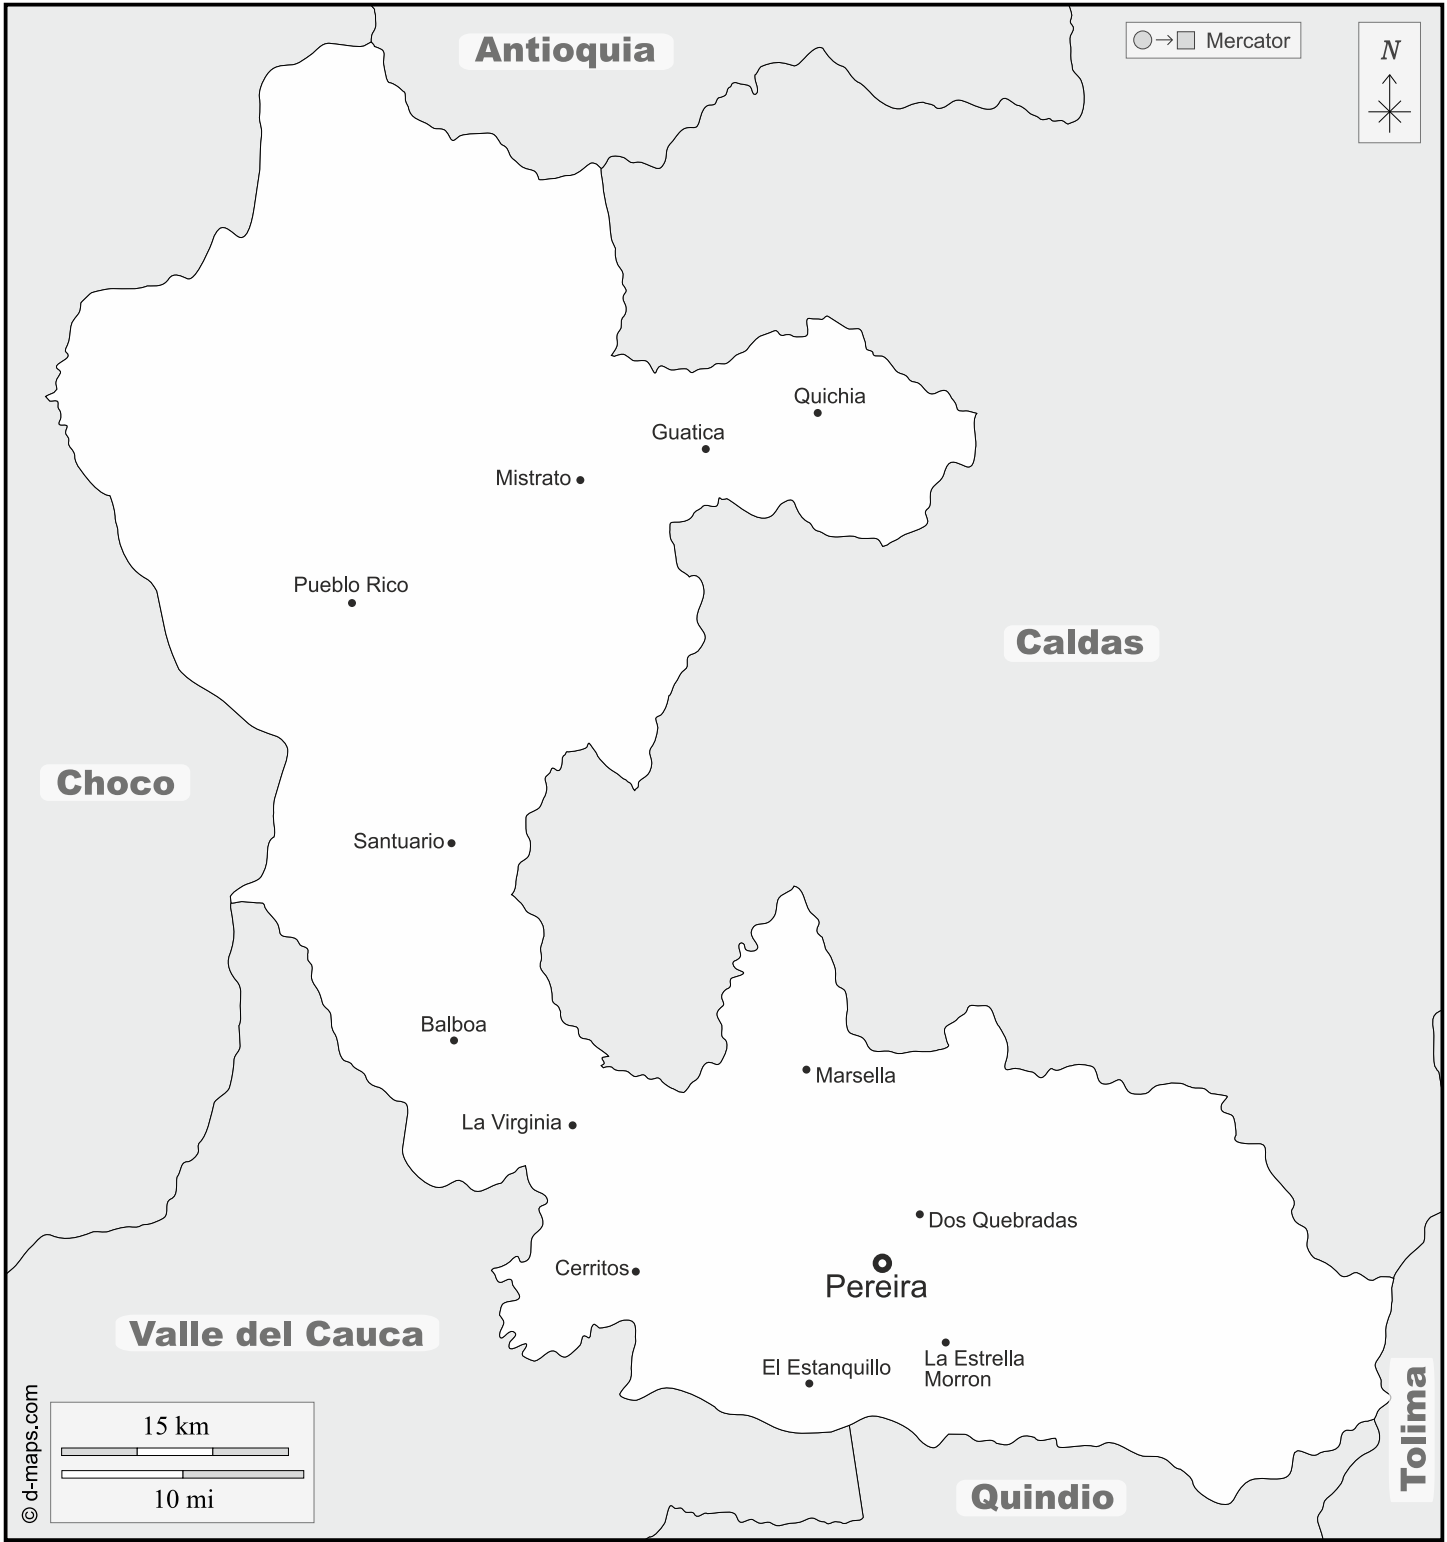 Antioquia
Mercator
N
Quichia
Guatica
Mistrato
Pueblo Rico
Caldas
Choco
Santuario
Balboa
Marsella
La Virginia
Dos Quebradas
Cerritos
Pereira
Valle del Cauca
La Estrella
Morron
El Estanquillo
Tolima
15 km
10 mi
Quindio
© d-maps.com